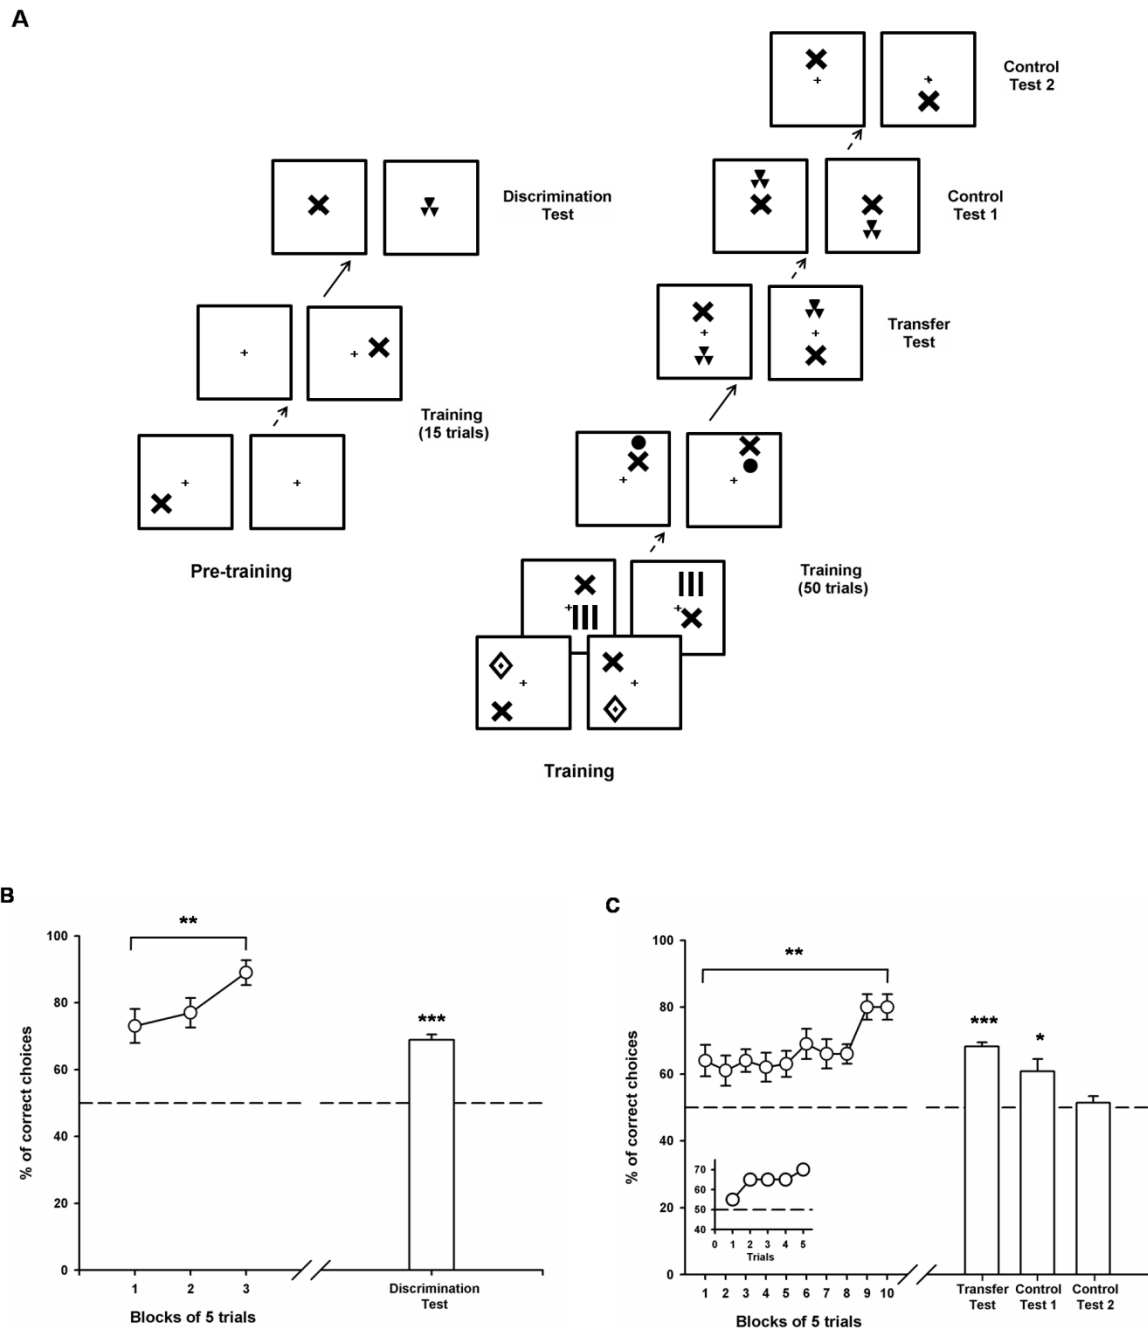 A
Control
Test 2
Discrimination
Test
Control
Test 1
Transfer
Test
Training
(15 trials)
Pre-training
Training
(50 trials)
Training
B
**
***
% of correct choices
100
80
60
40
20
0
1 2 3
Blocks of 5 trials
Discrimination
Test
C
**
***
*
% of correct choices
100
80
60
40
20
0
70
60
50
40
0 1 2 3 4 5
Trials
1 2 3 4 5 6 7 8 9 10
Blocks of 5 trials
Transfer
Test
Control
Test 1
Control
Test 2